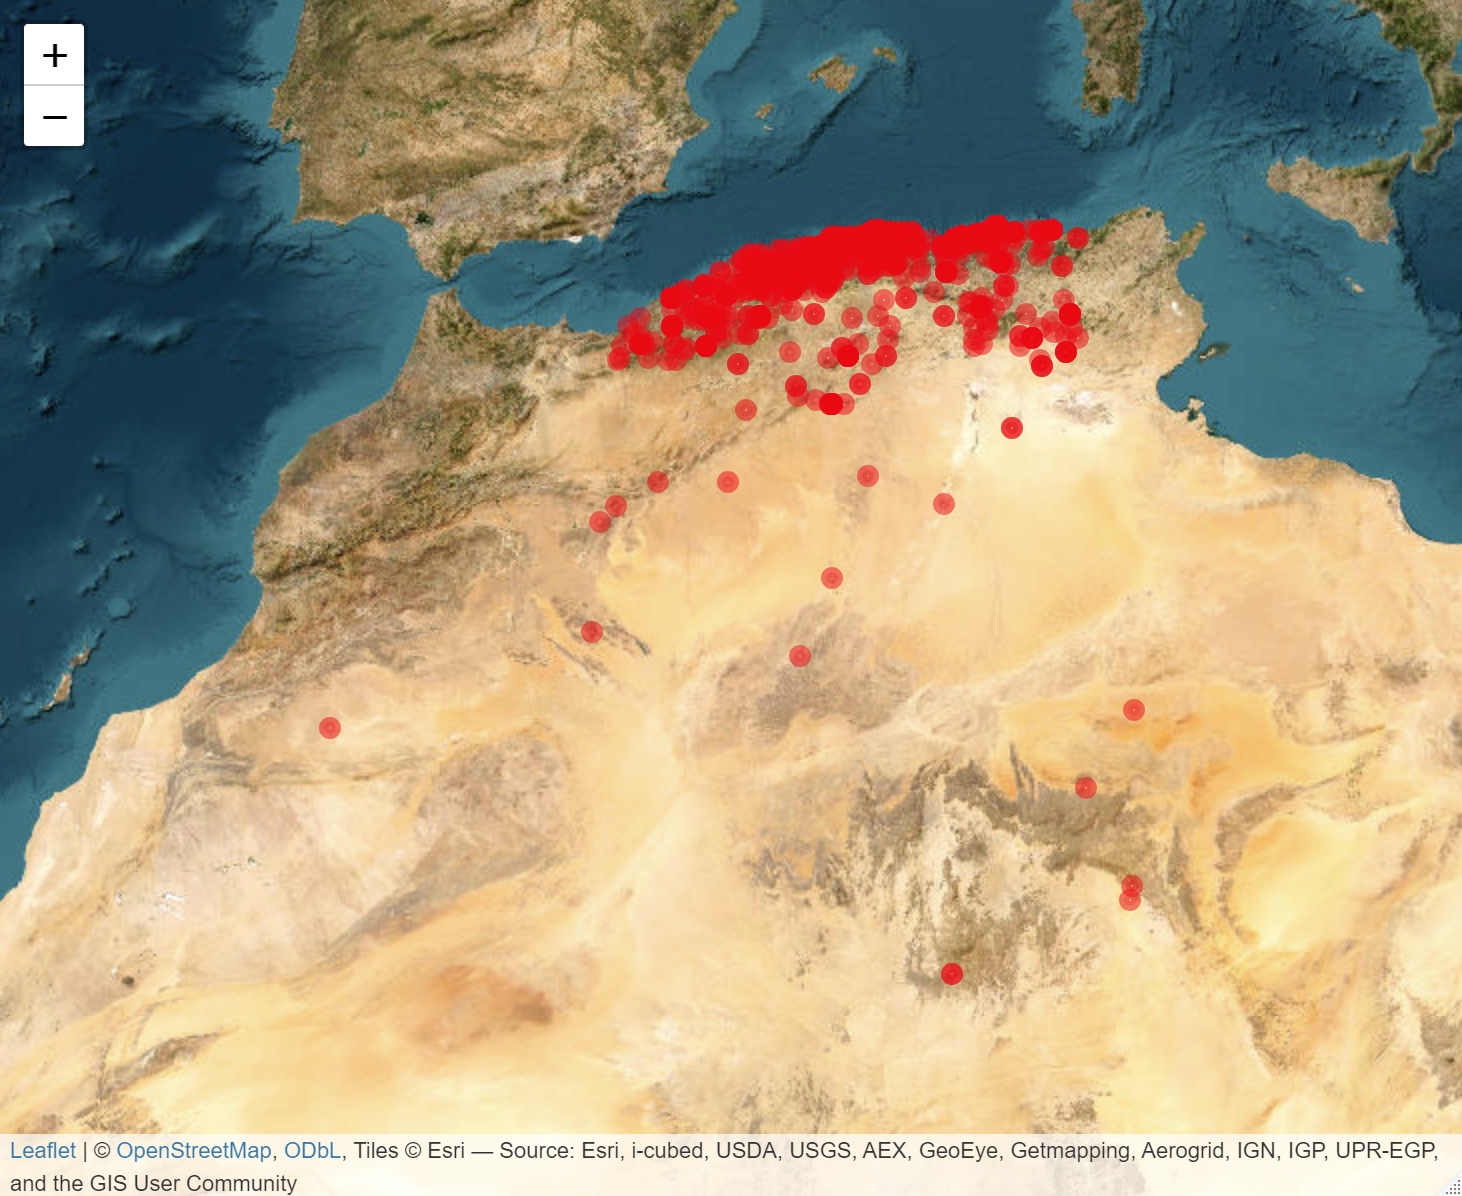 +
−
Leaflet | © OpenStreetMap, ODbL, Tiles © Esri — Source: Esri, i-cubed, USDA, USGS, AEX, GeoEye, Getmapping, Aerogrid, IGN, IGP, UPR-EGP,
and the GIS User Community